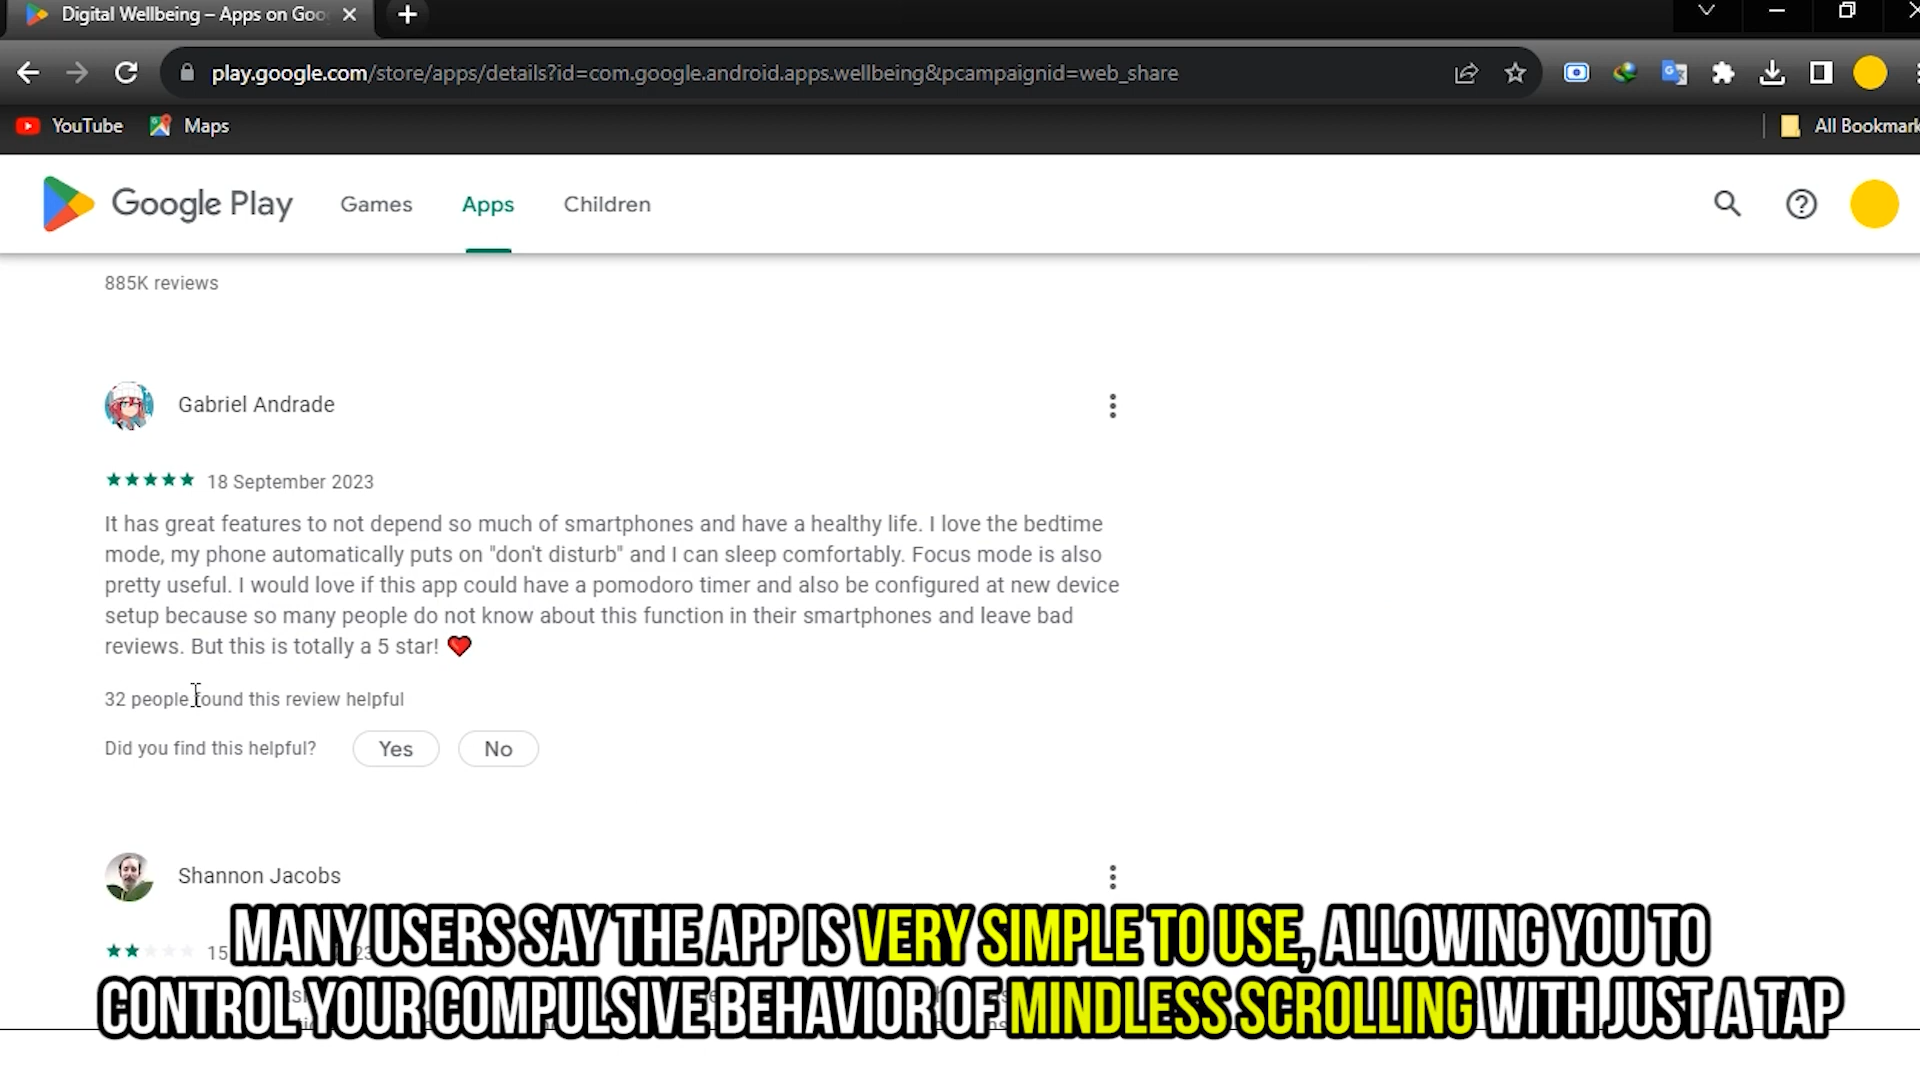 Digital Wellbeing – Apps on Goo
play.google.com/store/apps/details?id=com.google.android.apps.wellbeing&pcampaignid=web_share
YouTube
Maps
All Bookmark
Google Play
Games
Apps
Children
885K reviews
Gabriel Andrade
18 September 2023
It has great features to not depend so much of smartphones and have a healthy life. I love the bedtime
mode, my phone automatically puts on "don't disturb" and I can sleep comfortably. Focus mode is also
pretty useful. I would love if this app could have a pomodoro timer and also be configured at new device
setup because so many people do not know about this function in their smartphones and leave bad
reviews. But this is totally a 5 star! ❤️
32 people found this review helpful
Did you find this helpful?
Yes
No
Shannon Jacobs
15
MANY USERS SAY THE APP IS VERY SIMPLE TO USE, ALLOWING YOU TO
CONTROL YOUR COMPULSIVE BEHAVIOR OF MINDLESS SCROLLING WITH JUST A TAP